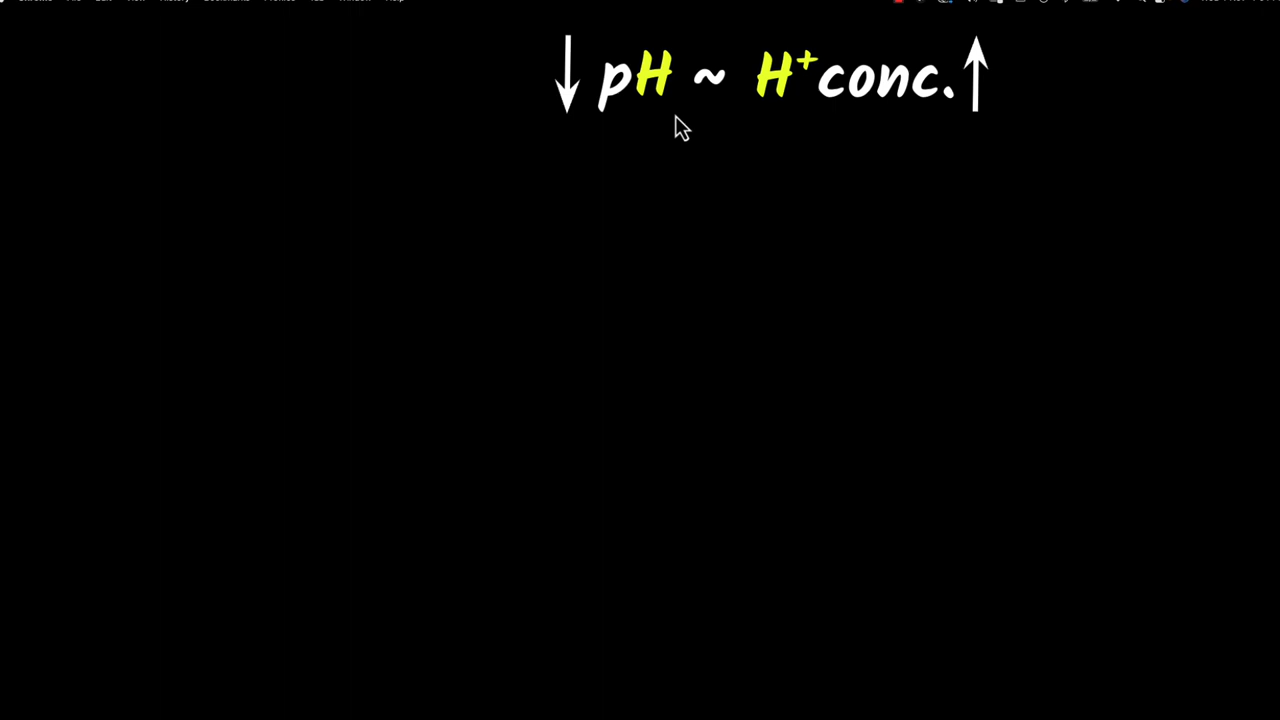 ↓ pH ~ H⁺ conc. ↑